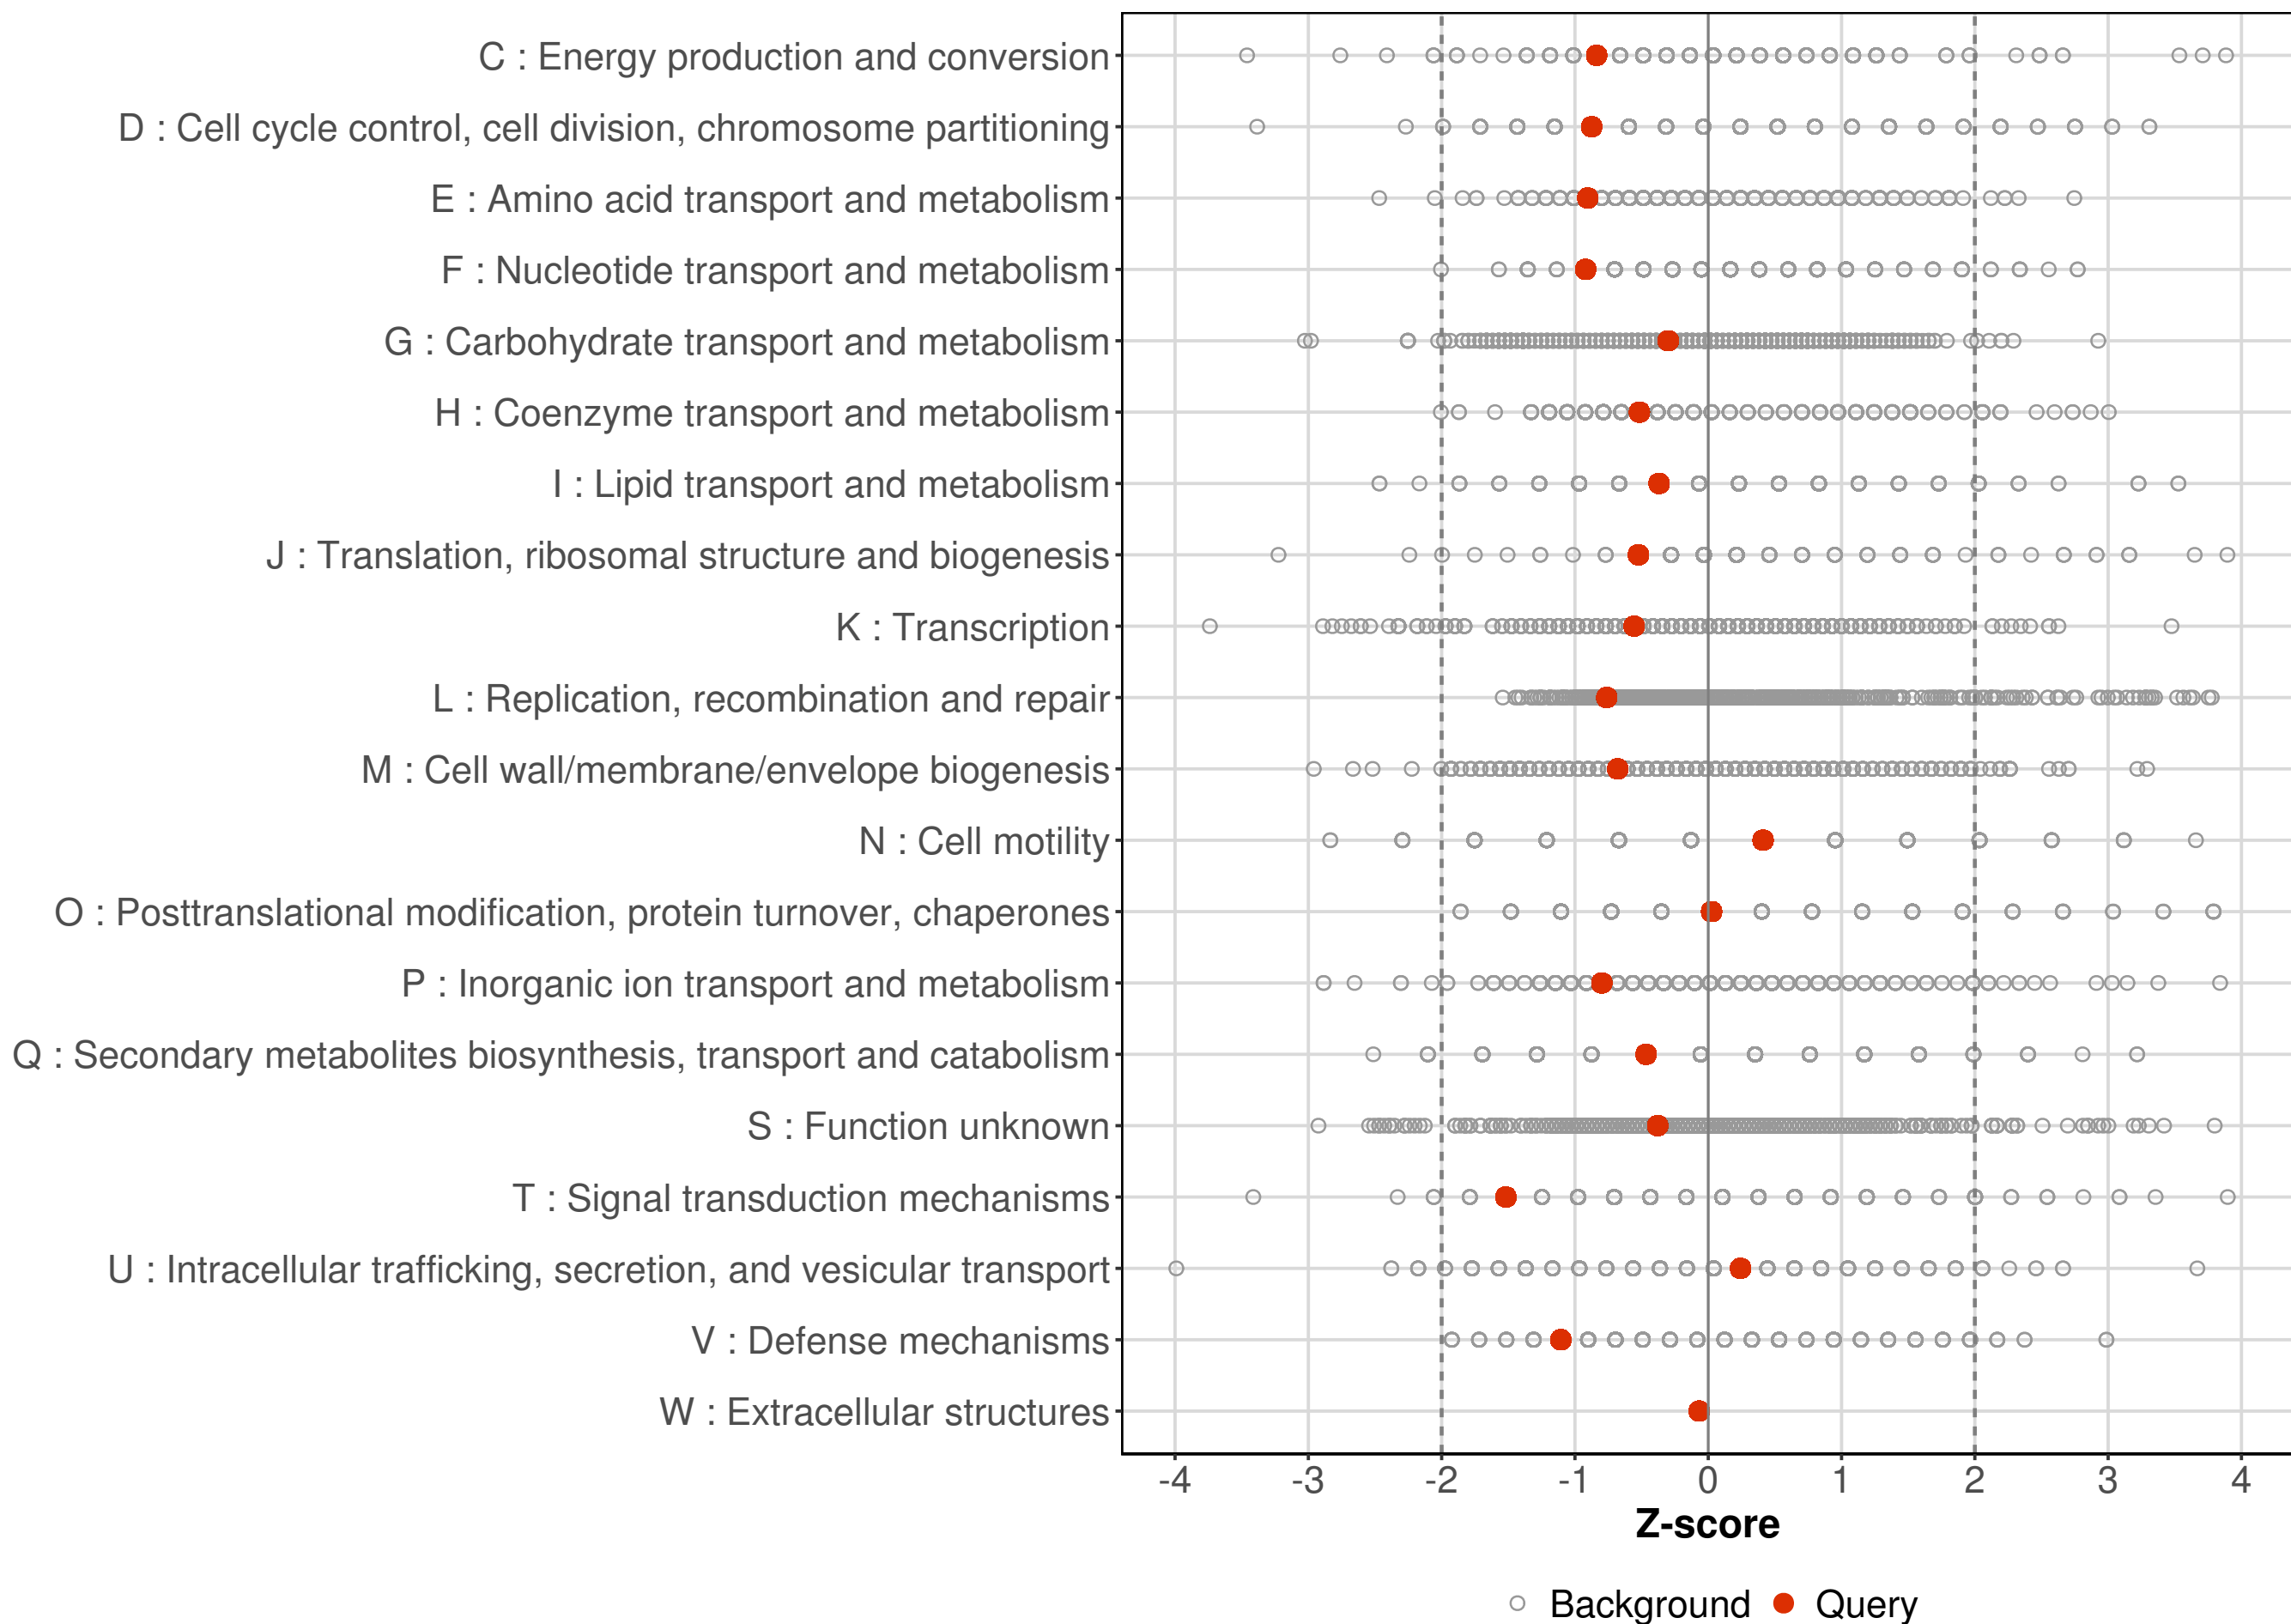 C : Energy production and conversion
D : Cell cycle control, cell division, chromosome partitioning
E : Amino acid transport and metabolism
F : Nucleotide transport and metabolism
G : Carbohydrate transport and metabolism
H : Coenzyme transport and metabolism
I : Lipid transport and metabolism
J : Translation, ribosomal structure and biogenesis
K : Transcription
L : Replication, recombination and repair
M : Cell wall/membrane/envelope biogenesis
N : Cell motility
O : Posttranslational modification, protein turnover, chaperones
P : Inorganic ion transport and metabolism
Q : Secondary metabolites biosynthesis, transport and catabolism
S : Function unknown
T : Signal transduction mechanisms
U : Intracellular trafficking, secretion, and vesicular transport
V : Defense mechanisms
W : Extracellular structures
-4 -3 -2 -1 0 1 2 3 4
Z-score
Background Query